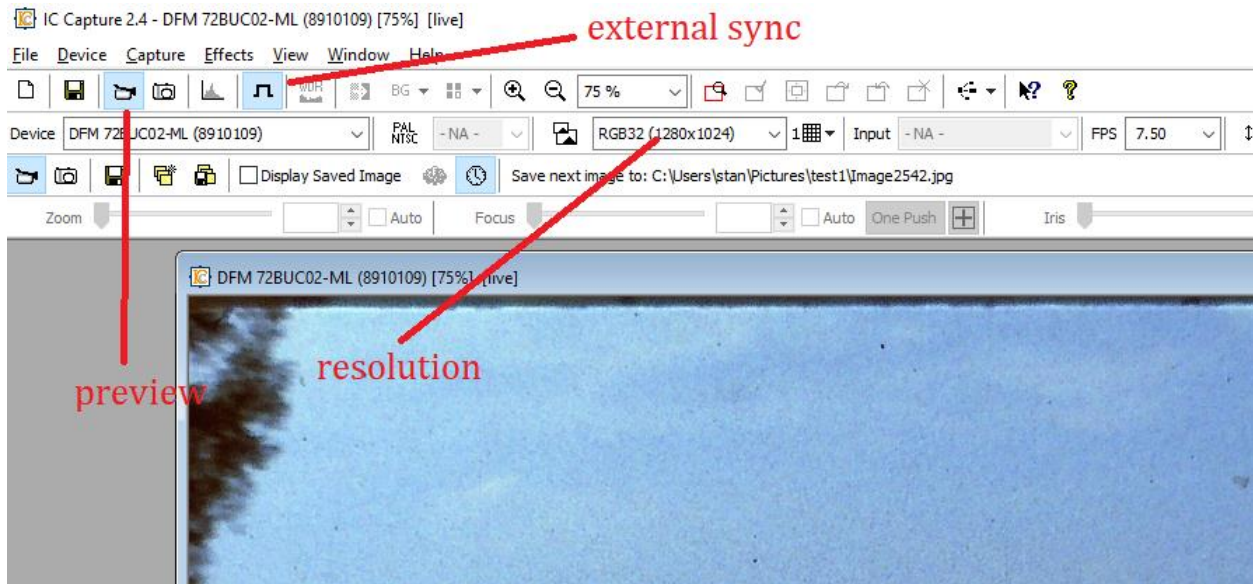 IC Capture 2.4 - DFM 72BUC02-ML (8910109) [75%] [live]
external sync
File Device Capture Effects View Window Help
WDR BG 75 %
Device DFM 72BUC02-ML (8910109) PAL NTSC - NA - RGB32 (1280x1024) 1 Input - NA - FPS 7.50
Display Saved Image Save next image to: C:\Users\stan\Pictures\test1\Image2542.jpg
Zoom Auto Focus Auto One Push Iris
IC DFM 72BUC02-ML (8910109) [75%] [live]
resolution
preview